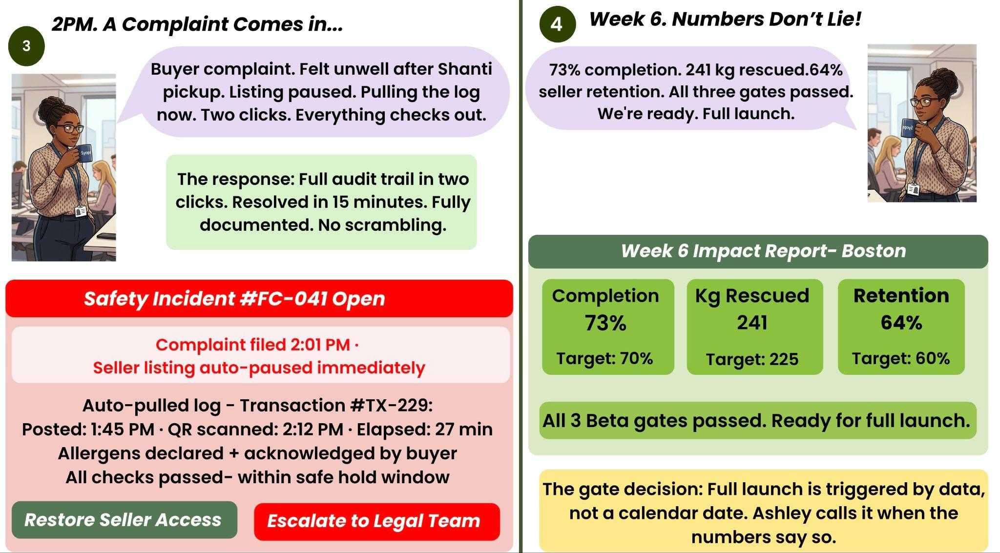 3
2PM. A Complaint Comes in...
Buyer complaint. Felt unwell after Shanti
pickup. Listing paused. Pulling the log
now. Two clicks. Everything checks out.
Syops
The response: Full audit trail in two
clicks. Resolved in 15 minutes. Fully
documented. No scrambling.
Safety Incident #FC-041 Open
Complaint filed 2:01 PM ·
Seller listing auto-paused immediately
Auto-pulled log - Transaction #TX-229:
Posted: 1:45 PM · QR scanned: 2:12 PM · Elapsed: 27 min
Allergens declared + acknowledged by buyer
All checks passed- within safe hold window
Restore Seller Access
Escalate to Legal Team
4
Week 6. Numbers Don’t Lie!
73% completion. 241 kg rescued.64%
seller retention. All three gates passed.
We're ready. Full launch.
Syops
Week 6 Impact Report- Boston
Completion
73%
Target: 70%
Kg Rescued
241
Target: 225
Retention
64%
Target: 60%
All 3 Beta gates passed. Ready for full launch.
The gate decision: Full launch is triggered by data,
not a calendar date. Ashley calls it when the
numbers say so.